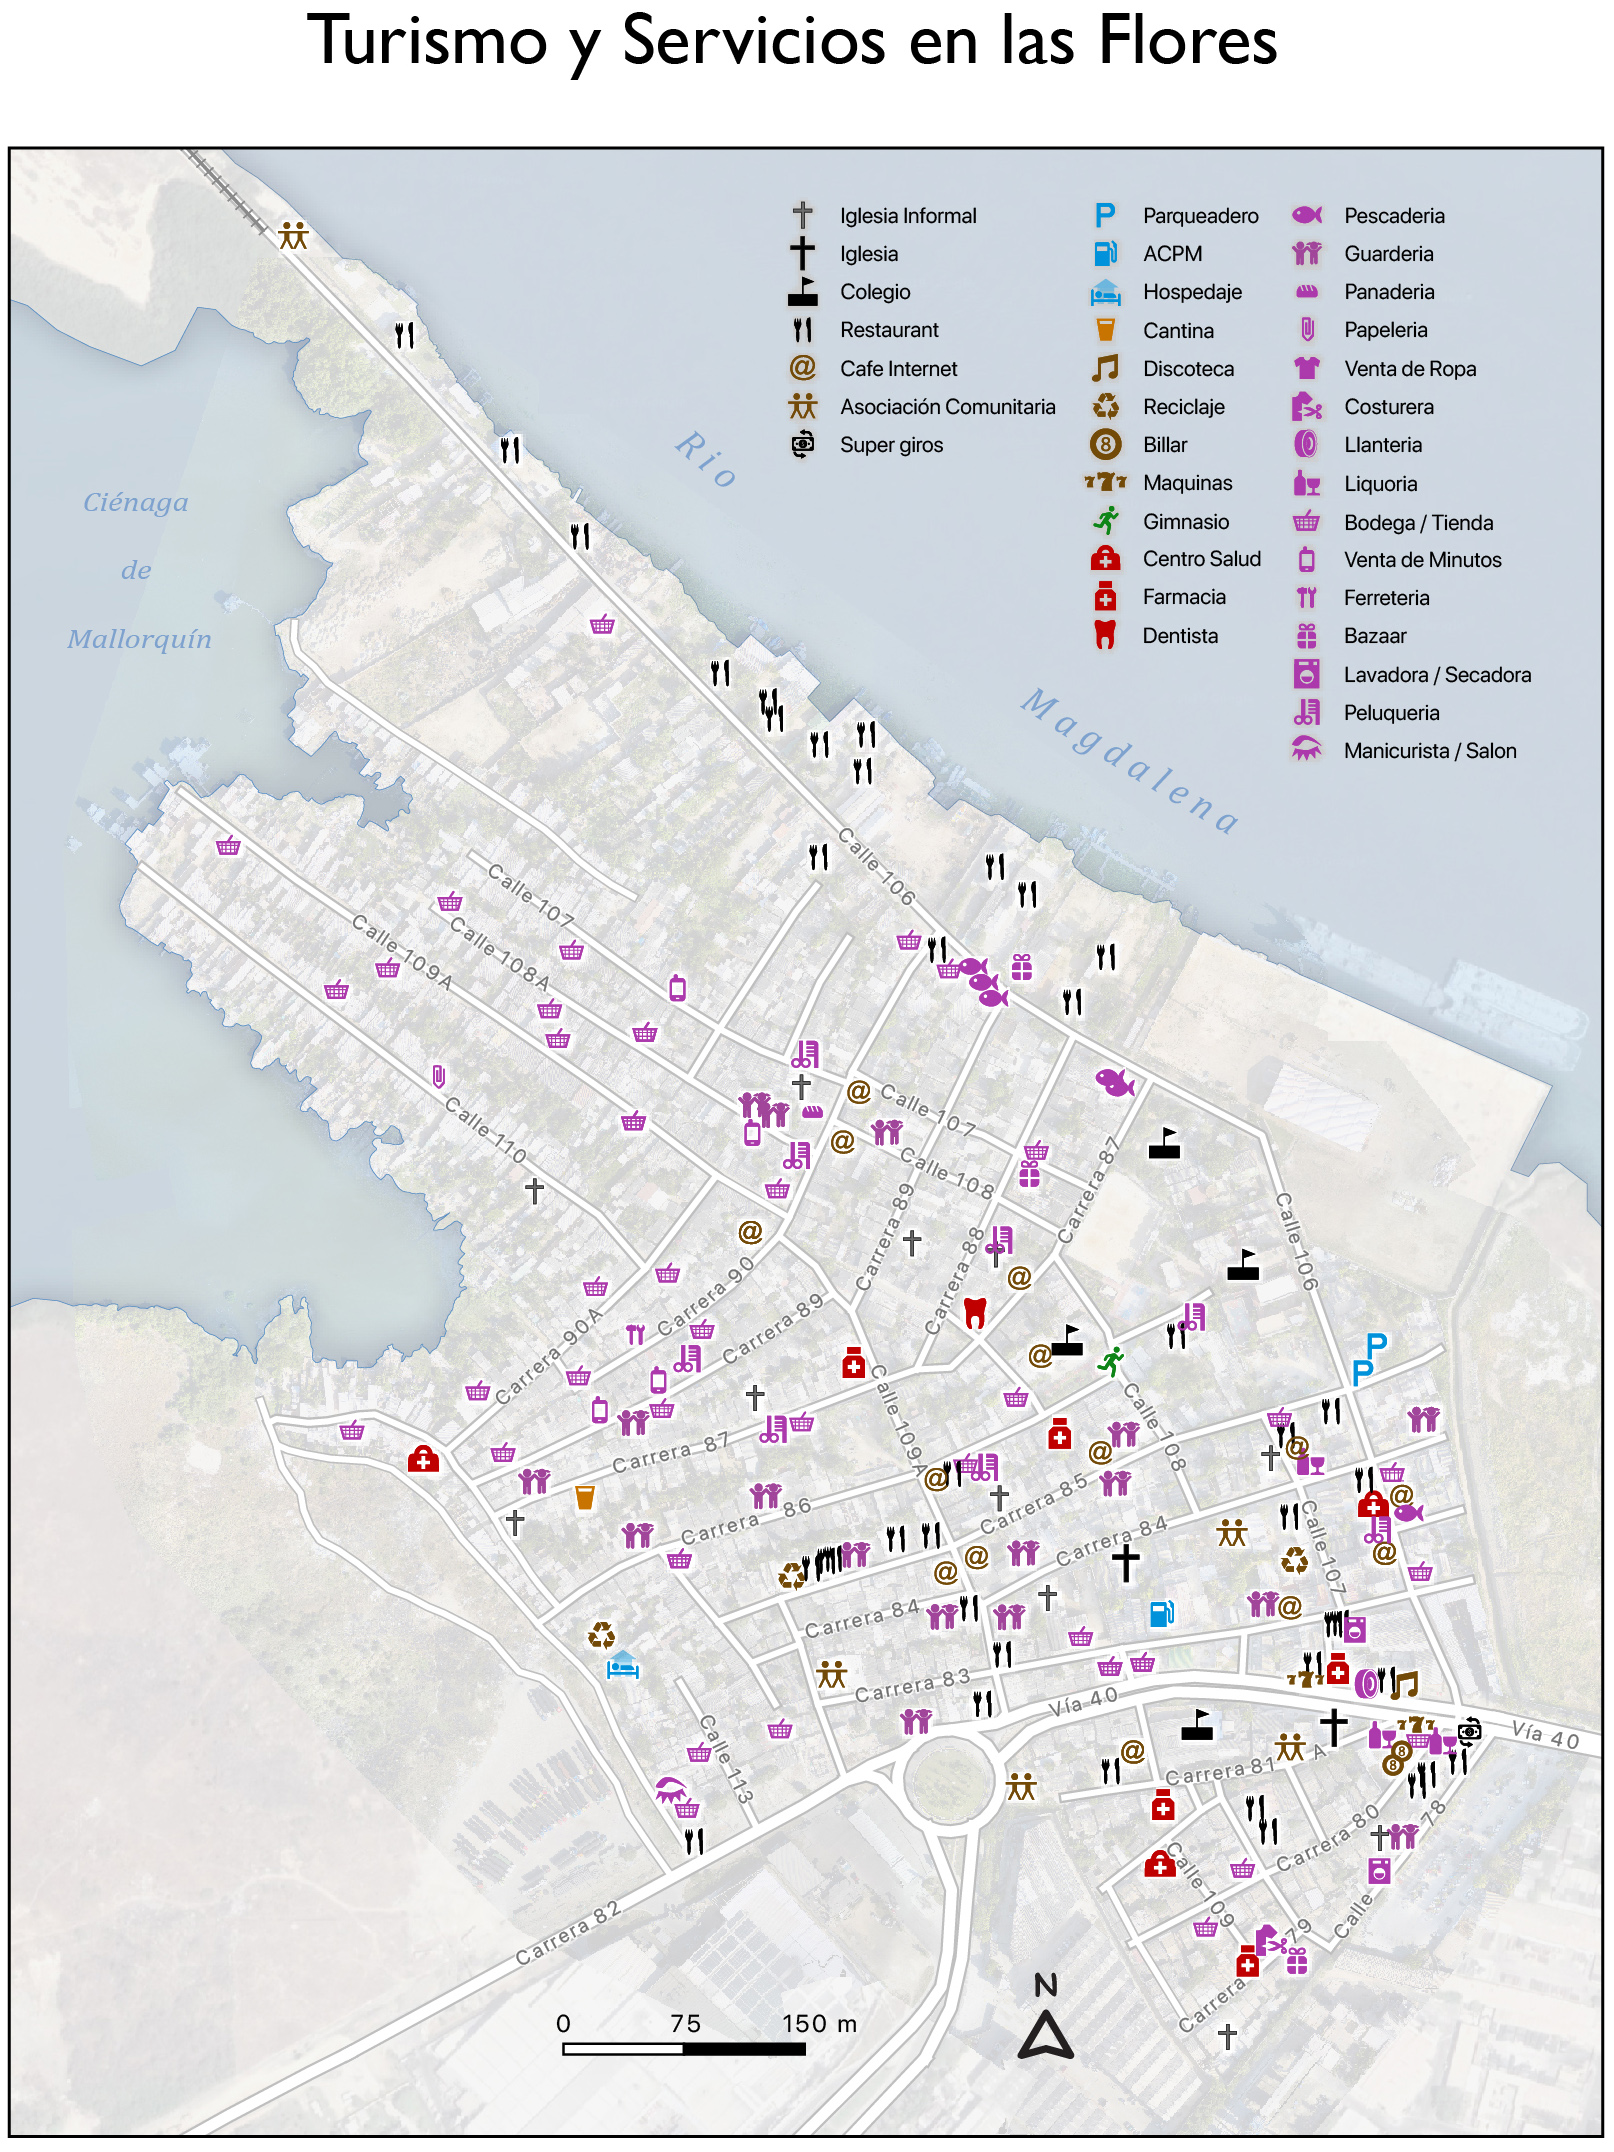 Turismo y Servicios en las Flores
Iglesia Informal
Iglesia
Colegio
Restaurant
Cafe Internet
Asociación Comunitaria
Super giros
Parqueadero
ACPM
Hospedaje
Cantina
Discoteca
Reciclaje
Billar
Maquinas
Gimnasio
Centro Salud
Farmacia
Dentista
Pescaderia
Guarderia
Panaderia
Papeleria
Venta de Ropa
Costurera
Llanteria
Liquoria
Bodega / Tienda
Venta de Minutos
Ferreteria
Bazaar
Lavadora / Secadora
Peluqueria
Manicurista / Salon
Rio
Magdalena
Ciénaga
de
Mallorquín
Calle 106
Calle 107
Calle 108A
Calle 109A
Calle 110
Calle 107
Calle 108
Carrera 87
Carrera 89
Carrera 88
Calle 106
Carrera 90
Carrera 89
Carrera 90A
Calle 109A
Calle 108
Carrera 87
Carrera 86
Carrera 85
Carrera 84
Calle 107
Carrera 84
Carrera 83
Vía 40
Vía 40
Calle 113
Carrera 81 A
Carrera 80
Calle 78
Calle 109
Carrera 79
Carrera 82
N
0 75 150 m